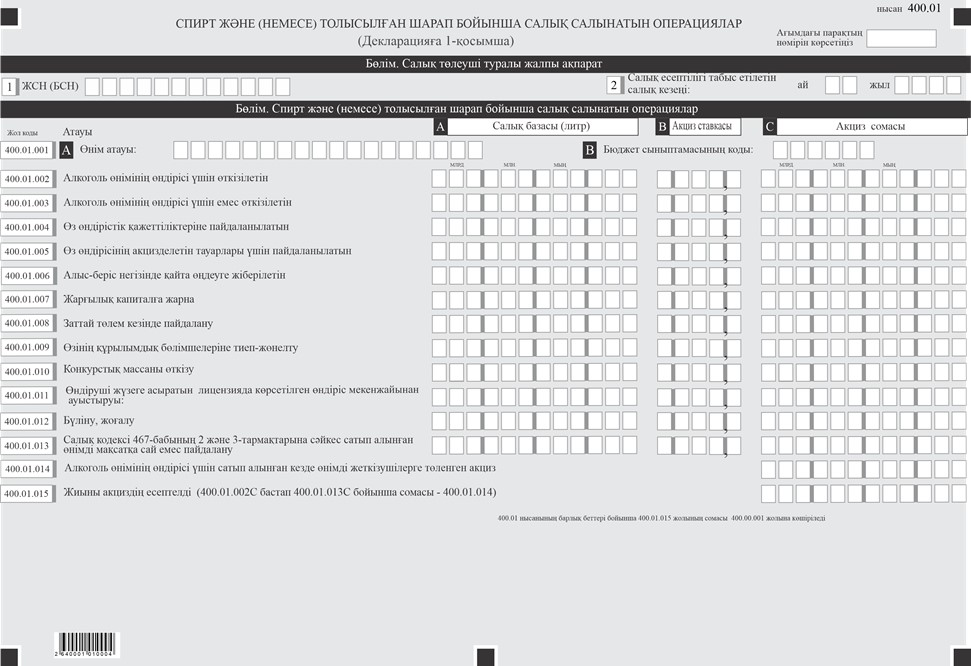 нысан 400.01
СПИРТ ЖӘНЕ (НЕМЕСЕ) ТОЛЫСЫЛҒАН ШАРАП БОЙЫНША САЛЫҚ САЛЫНАТЫН ОПЕРАЦИЯЛАР
(Декларацияға 1-қосымша)
Ағымдағы парақтың
нөмірін көрсетіңіз
Бөлім. Салық төлеуші туралы жалпы ақпарат
1 ЖСН (БСН)
2 Салық есептілігі табыс етілетін
салық кезеңі:
ай
жыл
Бөлім. Спирт және (немесе) толысылған шарап бойынша салық салынатын операциялар
Жол коды Атауы A Салық базасы (литр) B Акциз ставкасы C Акциз сомасы
400.01.001 A Өнім атауы: B Бюджет сыныптамасының коды:
млрд млн мың млрд млн мың
400.01.002 Алкоголь өнімінің өндірісі үшін өткізілетін
400.01.003 Алкоголь өнімінің өндірісі үшін емес өткізілетін
400.01.004 Өз өндірістік қажеттіліктеріне пайдаланылатын
400.01.005 Өз өндірісінің акцизделетін тауарлары үшін пайдаланылатын
400.01.006 Алыс-беріс негізінде қайта өңдеуге жіберілетін
400.01.007 Жарғылық капиталға жарна
400.01.008 Заттай төлем кезінде пайдалану
400.01.009 Өзінің құрылымдық бөлімшелеріне тиеп-жөнелту
400.01.010 Конкурстық массаны өткізу
400.01.011 Өндіруші жүзеге асыратын лицензияда көрсетілген өндіріс мекенжайынан
ауыстыруы:
400.01.012 Бүліну, жоғалу
400.01.013 Салық кодексі 467-бабының 2 және 3-тармақтарына сәйкес сатып алынған
өнімді мақсатқа сай емес пайдалану
400.01.014 Алкоголь өнімінің өндірісі үшін сатып алынған кезде өнімді жеткізушілерге төленген акциз
400.01.015 Жиыны акциздің есептелді (400.01.002С бастап 400.01.013С бойынша сомасы - 400.01.014)
400.01 нысанының барлық беттері бойынша 400.01.015 жолының сомасы 400.00.001 жолына көшіріледі
2 640001 010004